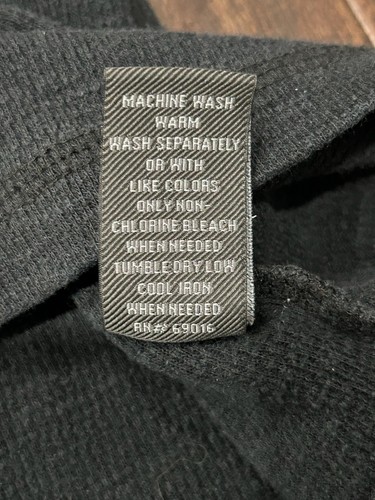 MACHINE WASH
WARM
WASH SEPARATELY
OR WITH
LIKE COLORS
ONLY NON-
CHLORINE BLEACH
WHEN NEEDED
TUMBLE DRY LOW
COOL IRON
WHEN NEEDED
RN# 69016